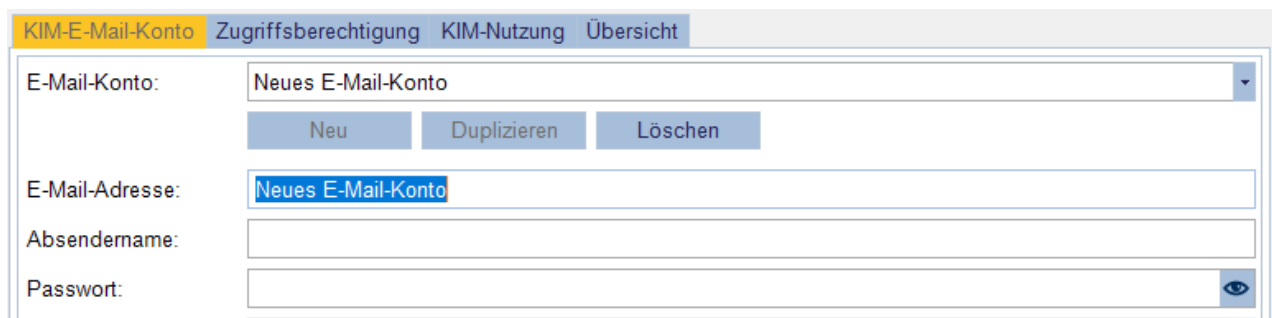 KIM-E-Mail-Konto Zugriffsberechtigung KIM-Nutzung Übersicht
E-Mail-Konto: Neues E-Mail-Konto
Neu Duplizieren Löschen
E-Mail-Adresse: Neues E-Mail-Konto
Absendername:
Passwort: